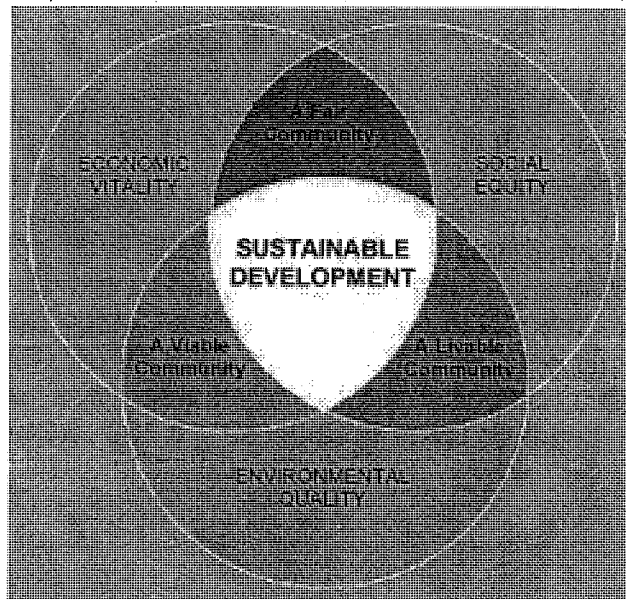 A Fair
Community
ECONOMIC
VITALITY
SOCIAL
EQUITY
SUSTAINABLE
DEVELOPMENT
A Viable
Community
A Livable
Community
ENVIRONMENTAL
QUALITY